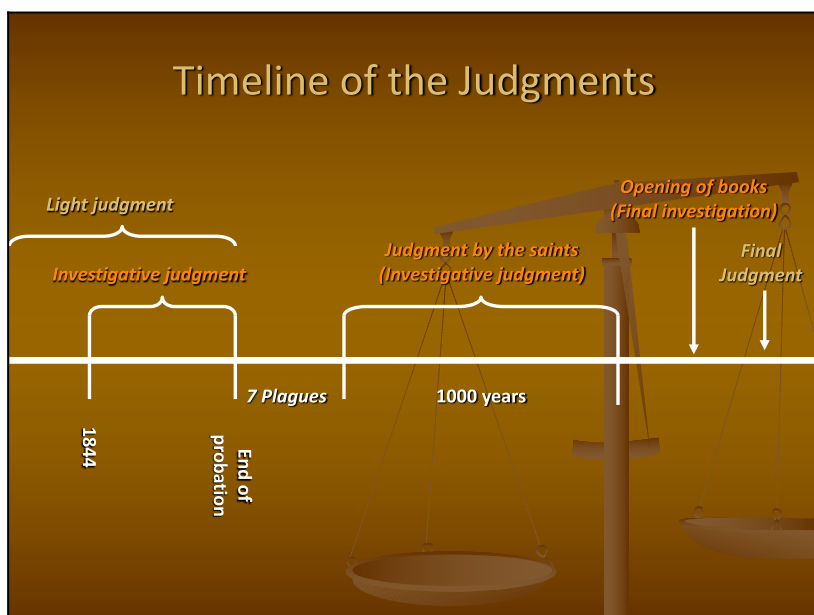 Timeline of the Judgments
Opening of books
(Final investigation)
Light judgment
Judgment by the saints
(Investigative judgment)
Final
Judgment
Investigative judgment
7 Plagues
1000 years
1844
End of
probation